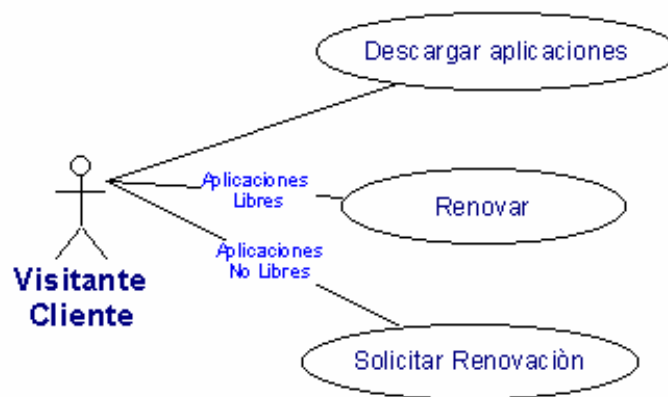 Descargar aplicaciones
Aplicaciones
Libres
Renovar
Aplicaciones
No Libres
Visitante
Cliente
Solicitar Renovaciòn